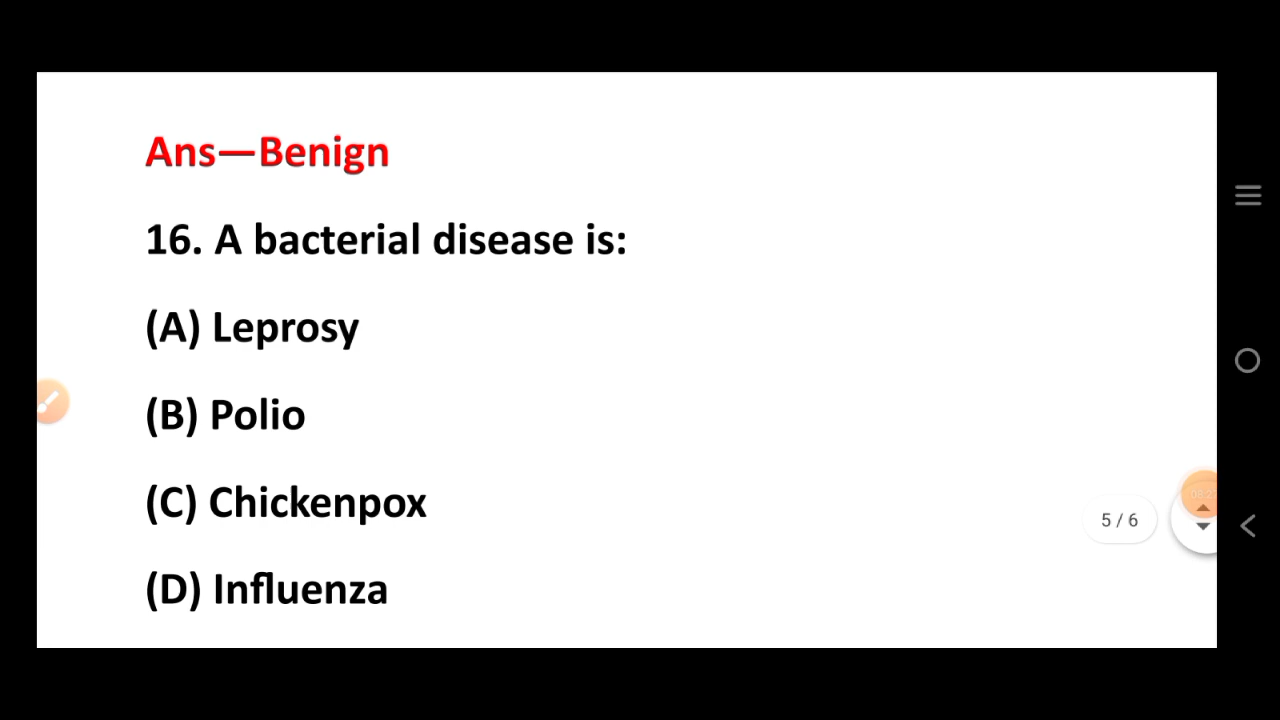 Ans—Benign
16. A bacterial disease is:
(A) Leprosy
(B) Polio
(C) Chickenpox
5 / 6
(D) Influenza